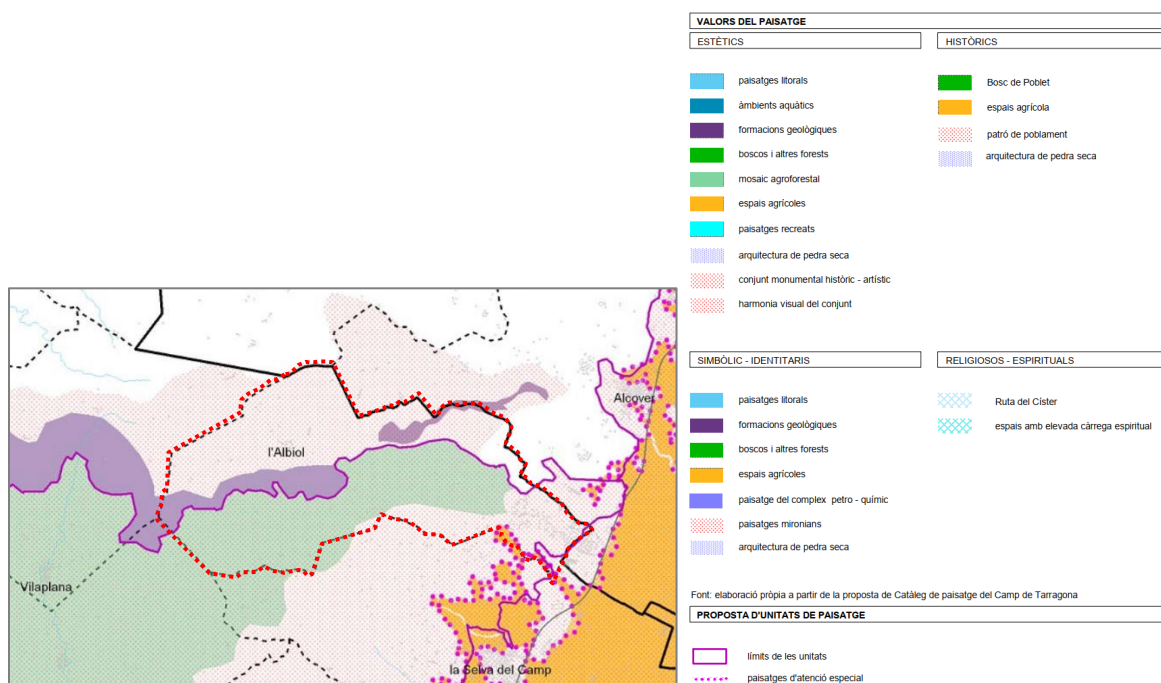 VALORS DEL PAISATGE
ESTÈTICS
paisatges litorals
àmbients aquàtics
formacions geològiques
boscos i altres forests
mosaic agroforestal
espais agrícoles
paisatges recreats
arquitectura de pedra seca
conjunt monumental històric - artístic
harmonia visual del conjunt
HISTÒRICS
Bosc de Poblet
espais agrícola
patró de poblament
arquitectura de pedra seca
SIMBÒLIC - IDENTITARIS
paisatges litorals
formacions geològiques
boscos i altres forests
espais agrícoles
paisatge del complex petro - químic
paisatges mironians
arquitectura de pedra seca
RELIGIOSOS - ESPIRITUALS
Ruta del Císter
espais amb elevada càrrega espiritual
Font: elaboració pròpia a partir de la proposta de Catàleg de paisatge del Camp de Tarragona
PROPOSTA D'UNITATS DE PAISATGE
límits de les unitats
paisatges d'atenció especial
Alcover
l'Albiol
Vilaplana
la Selva del Camp